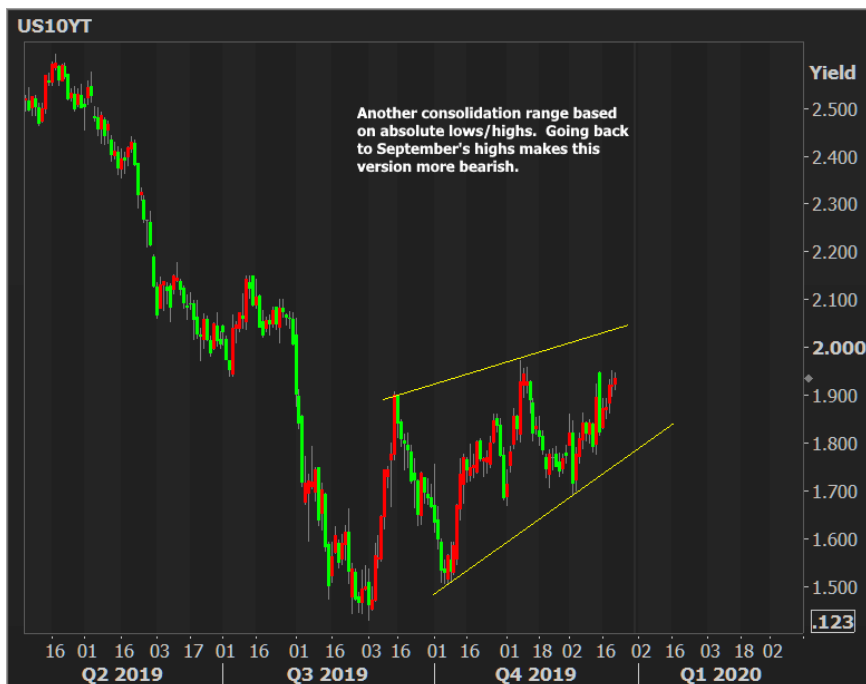 US10YT
Yield
Another consolidation range based
on absolute lows/highs.  Going back
to September's highs makes this
version more bearish.
2.500
2.400
2.300
2.200
2.100
2.000
1.900
1.800
1.700
1.600
1.500
.123
16 01 16 03 17 01 16 01 16 03 16 01 16 01 18 02 16 02 16 03 18 02
Q2 2019 Q3 2019 Q4 2019 Q1 2020